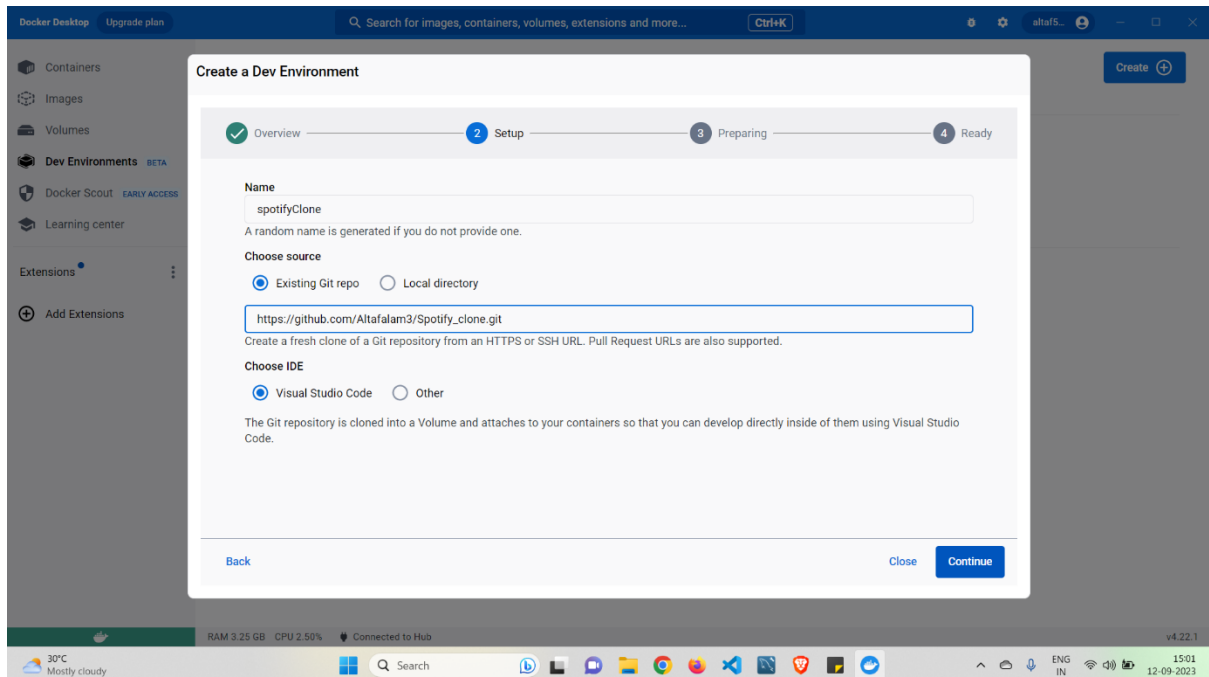 Docker Desktop Upgrade plan
Search for images, containers, volumes, extensions and more... Ctrl+K
altaf5...
Containers
Images
Volumes
Dev Environments BETA
Docker Scout EARLY ACCESS
Learning center
Extensions
Add Extensions
Create
Create a Dev Environment
Overview 2 Setup 3 Preparing 4 Ready
Name
spotifyClone
A random name is generated if you do not provide one.
Choose source
Existing Git repo Local directory
https://github.com/Altafalam3/Spotify_clone.git
Create a fresh clone of a Git repository from an HTTPS or SSH URL. Pull Request URLs are also supported.
Choose IDE
Visual Studio Code Other
The Git repository is cloned into a Volume and attaches to your containers so that you can develop directly inside of them using Visual Studio
Code.
Back Close Continue
RAM 3.25 GB CPU 2.50% Connected to Hub v4.22.1
30°C
Mostly cloudy
Search
ENG
IN
15:01
12-09-2023